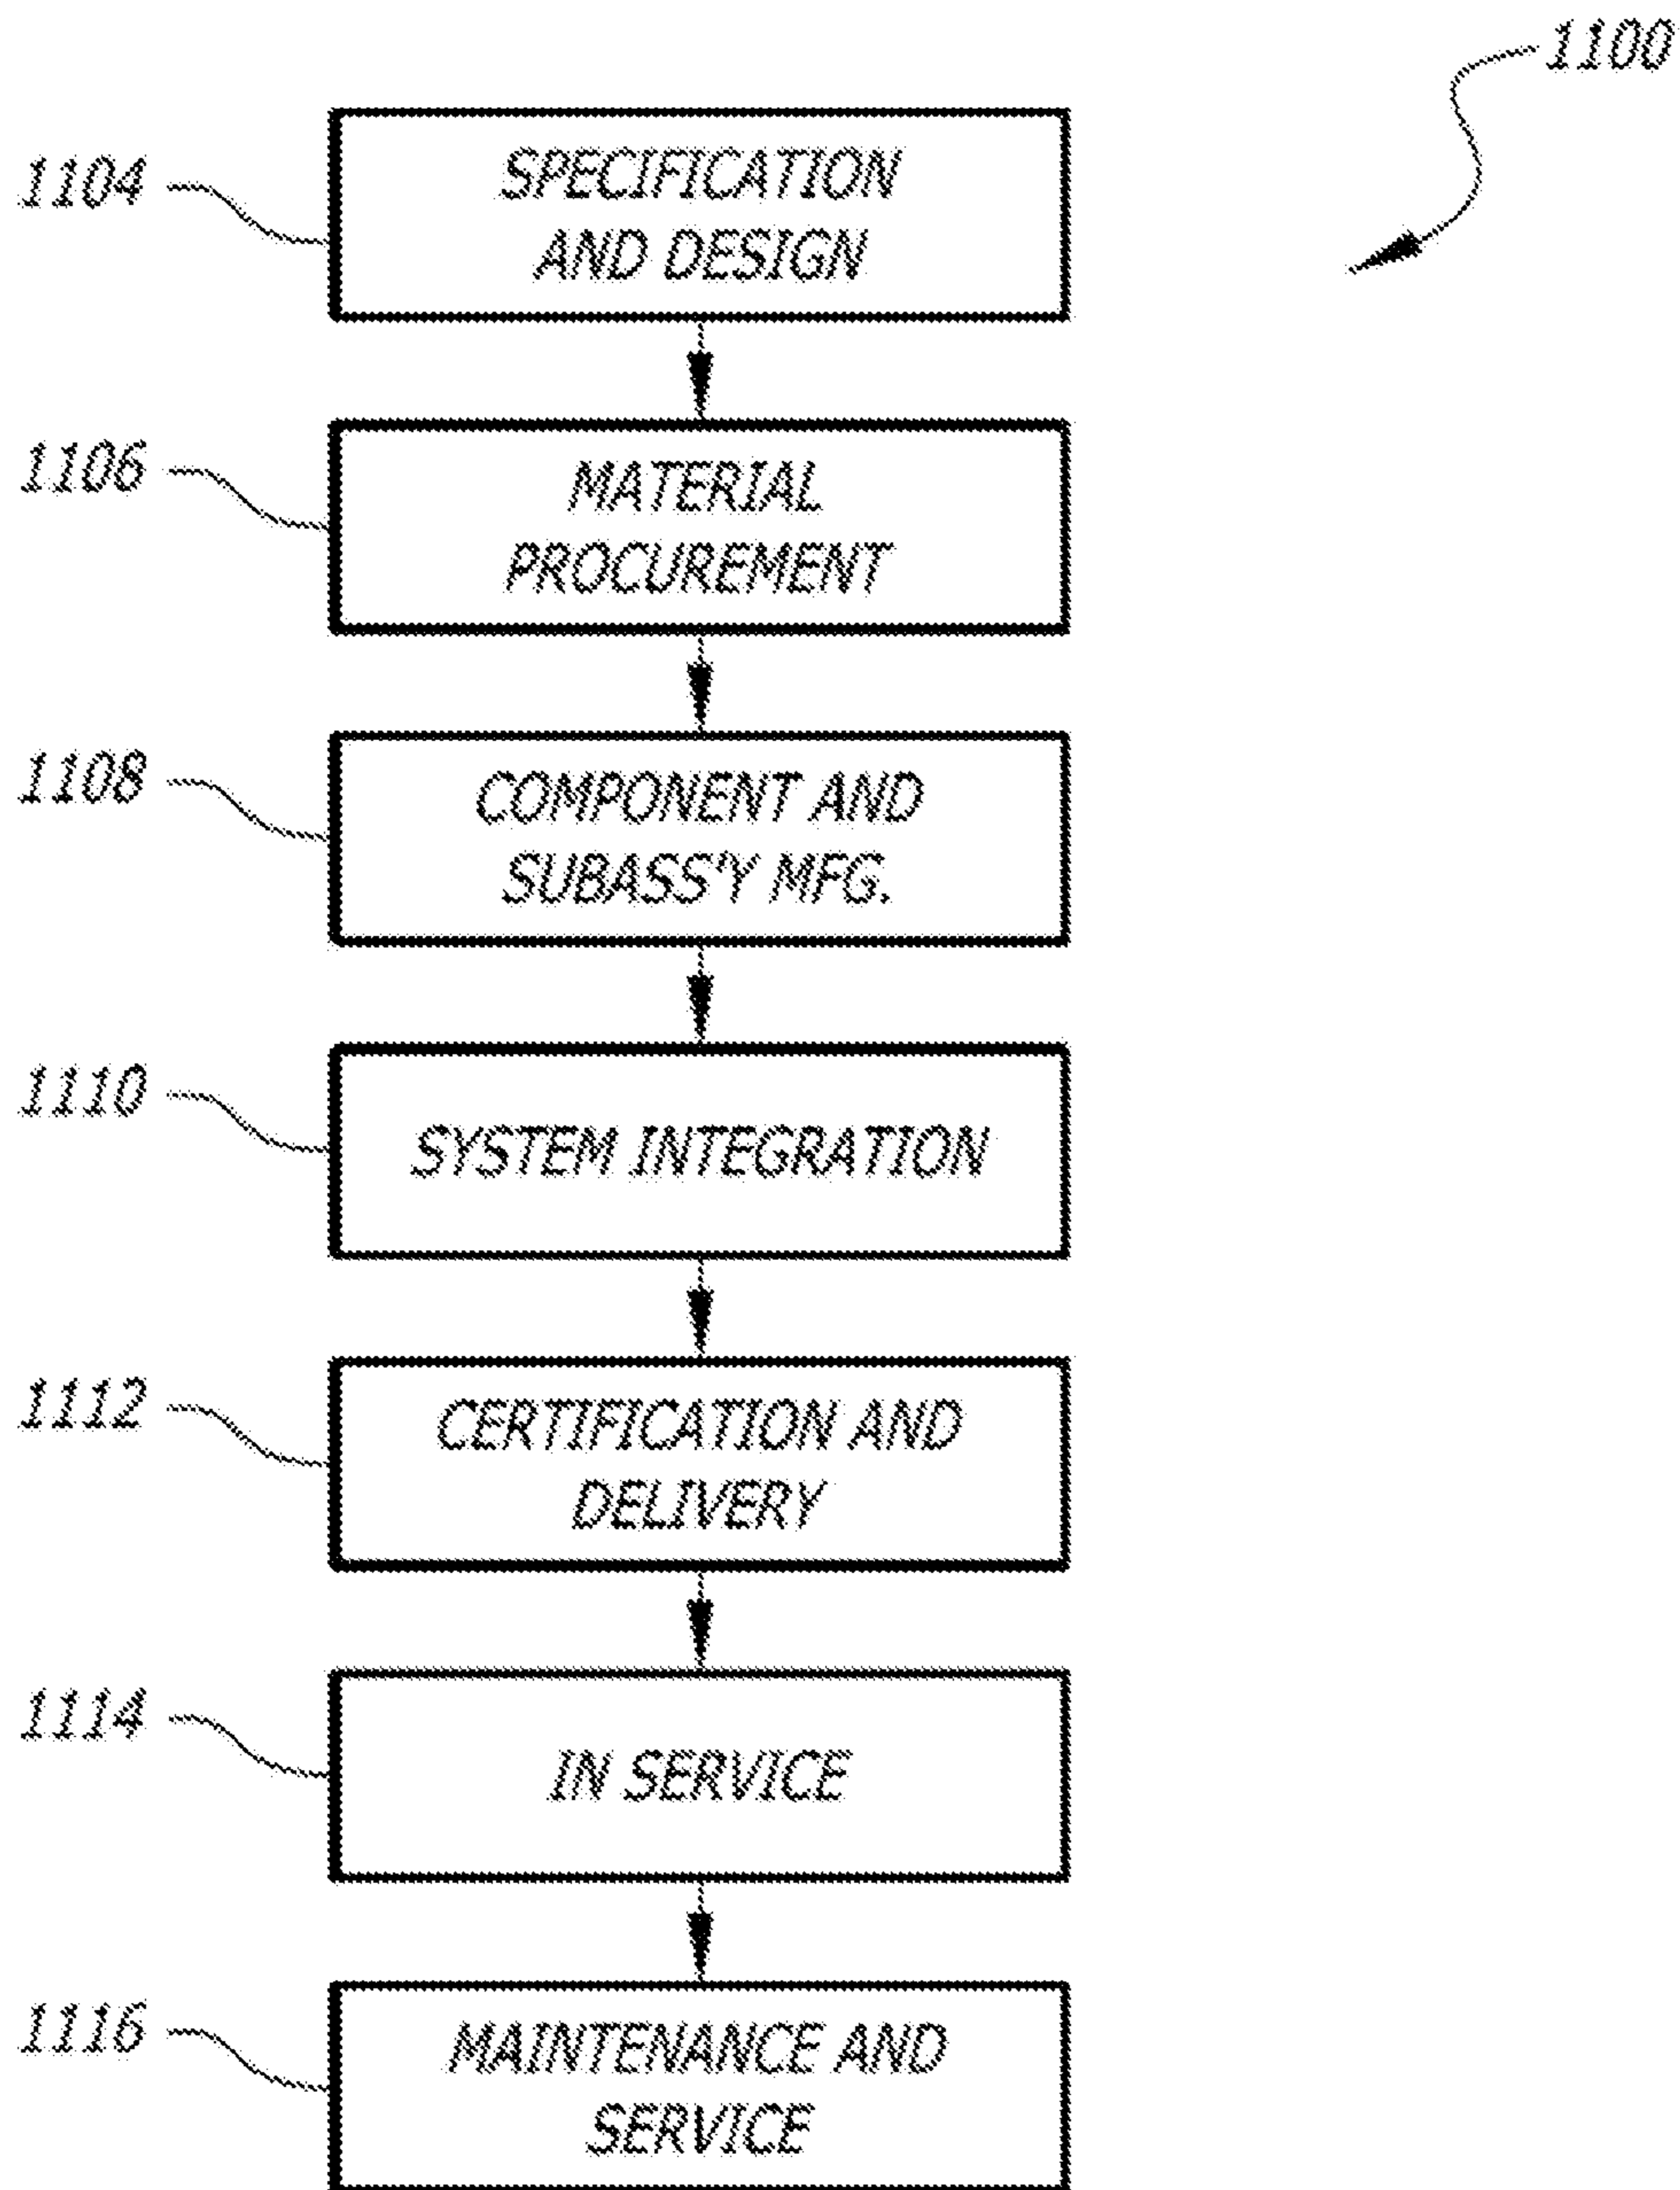 1100
1104
SPECIFICATION
AND DESIGN
1106
MATERIAL
PROCUREMENT
1108
COMPONENT AND
SUBASS'Y MFG.
1110
SYSTEM INTEGRATION
1112
CERTIFICATION AND
DELIVERY
1114
IN SERVICE
1116
MAINTENANCE AND
SERVICE